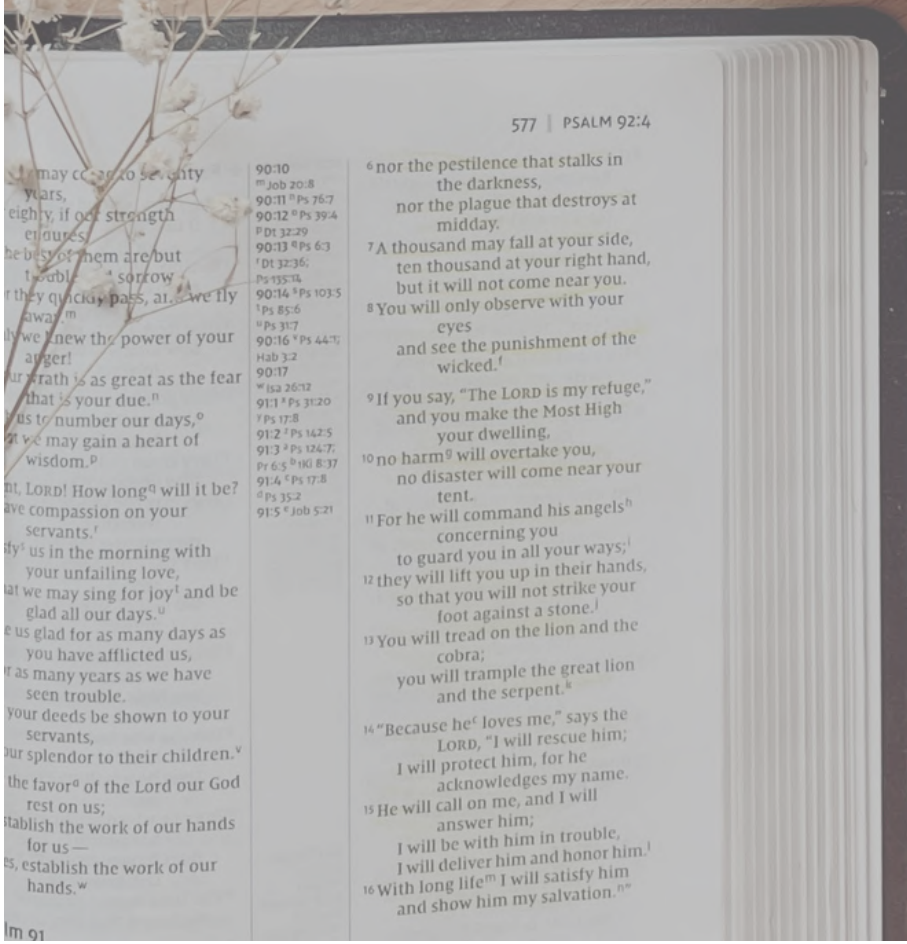 577 | PSALM 92:4
may co to seventy
years,
eighty, if our strength
endures;
the best of them are but
trouble sorrow
they quickly pass, and we fly
away.ᵐ
we knew the power of your
anger!
wrath is as great as the fear
that is your due.ⁿ
us to number our days,ᵒ
we may gain a heart of
wisdom.ᵖ
LORD! How longq will it be?
compassion on your
servants.ʳ
us in the morning with
your unfailing love,
we may sing for joyᵗ and be
glad all our days.ᵘ
us glad for as many days as
you have afflicted us,
as many years as we have
seen trouble.
your deeds be shown to your
servants,
splendor to their children.ᵛ
the favorᵃ of the Lord our God
rest on us;
establish the work of our hands
for us —
establish the work of our
hands.ʷ
91
90:10
ᵐ Job 20:8
90:11 ⁿ Ps 76:7
90:12 ᵒ Ps 39:4
ᵖ Dt 32:29
90:13 q Ps 6:3
ʳ Dt 32:36;
Ps 135:14
90:14 ˢ Ps 103:5
ᵗ Ps 85:6
ᵘ Ps 31:7
90:16 ᵛ Ps 44:1;
Hab 3:2
90:17
ʷ Isa 26:12
91:1 ˣ Ps 31:20
ʸ Ps 17:8
91:2 ᶻ Ps 142:5
91:3 ᵃ Ps 124:7;
Pr 6:5 ᵇ 1Ki 8:37
91:4 ᶜ Ps 17:8
ᵈ Ps 35:2
91:5 ᵉ Job 5:21
⁶ nor the pestilence that stalks in
the darkness,
nor the plague that destroys at
midday.
⁷ A thousand may fall at your side,
ten thousand at your right hand,
but it will not come near you.
⁸ You will only observe with your
eyes
and see the punishment of the
wicked.ᶠ
⁹ If you say, “The LORD is my refuge,”
and you make the Most High
your dwelling,
¹⁰ no harmᵍ will overtake you,
no disaster will come near your
tent.
¹¹ For he will command his angelsʰ
concerning you
to guard you in all your ways;ⁱ
¹² they will lift you up in their hands,
so that you will not strike your
foot against a stone.ʲ
¹³ You will tread on the lion and the
cobra;
you will trample the great lion
and the serpent.ᵏ
¹⁴ “Because heᶜ loves me,” says the
LORD, “I will rescue him;
I will protect him, for he
acknowledges my name.
¹⁵ He will call on me, and I will
answer him;
I will be with him in trouble,
I will deliver him and honor him.ˡ
¹⁶ With long lifeᵐ I will satisfy him
and show him my salvation.ⁿ”